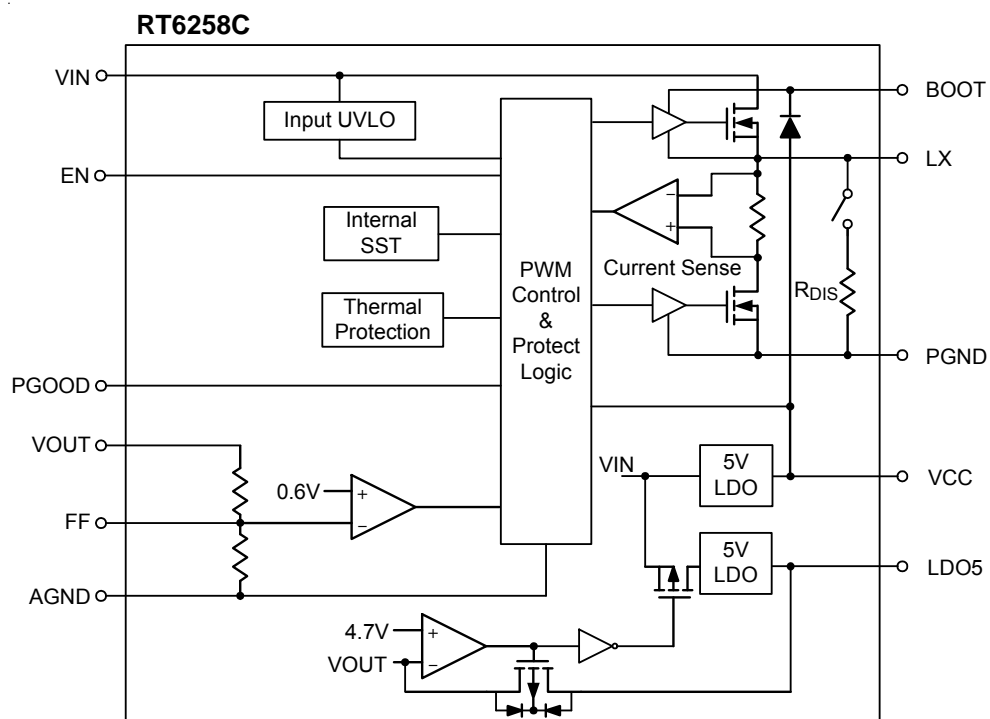 RT6258C
VIN
BOOT
Input UVLO
LX
EN
Internal
SST
Current Sense
PWM
Control
&
Protect
Logic
RDIS
Thermal
Protection
PGND
PGOOD
VOUT
VIN
5V
LDO
VCC
0.6V
+
−
FF
5V
LDO
LDO5
AGND
4.7V
+
VOUT
−
−
+